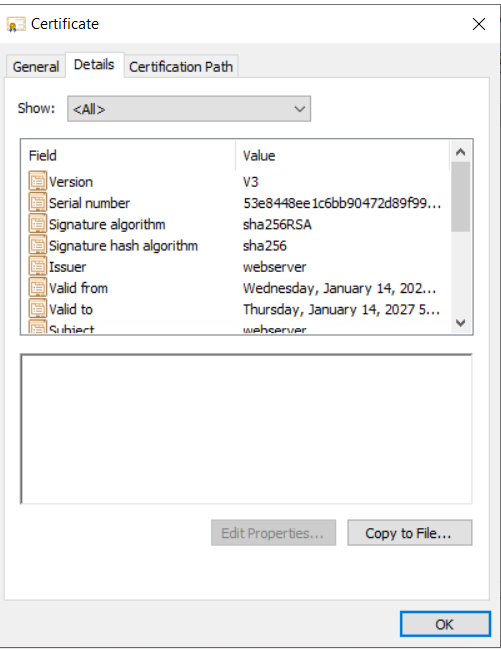 Certificate
General Details Certification Path
Show: <All>
Field Value
Version V3
Serial number 53e8448ee1c6bb90472d89f99...
Signature algorithm sha256RSA
Signature hash algorithm sha256
Issuer webserver
Valid from Wednesday, January 14, 202...
Valid to Thursday, January 14, 2027 5...
Subject webserver
Edit Properties... Copy to File...
OK